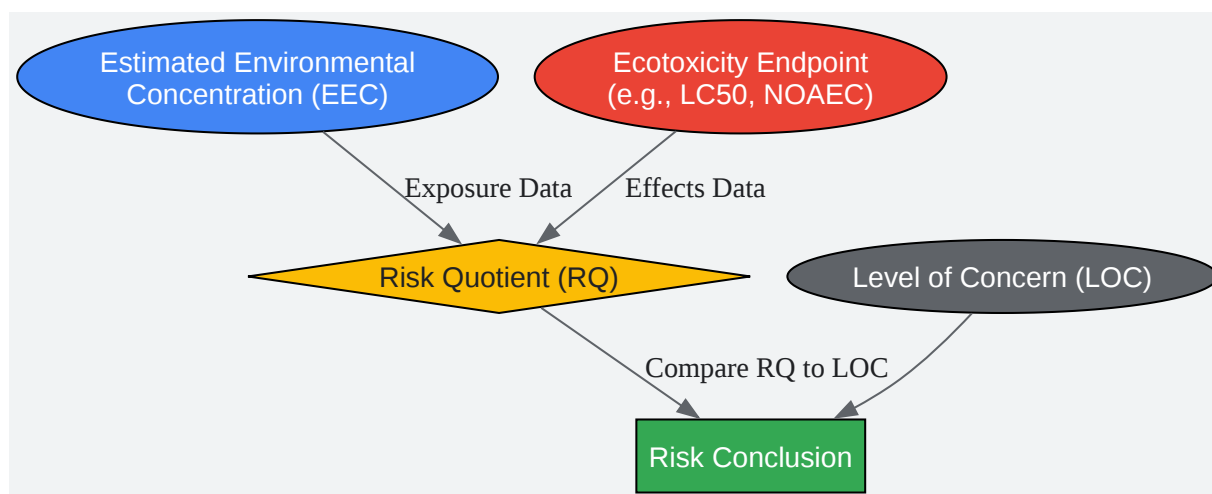 Estimated Environmental
Concentration (EEC)
Ecotoxicity Endpoint
(e.g., LC50, NOAEC)
Exposure Data
Effects Data
Risk Quotient (RQ)
Level of Concern (LOC)
Compare RQ to LOC
Risk Conclusion